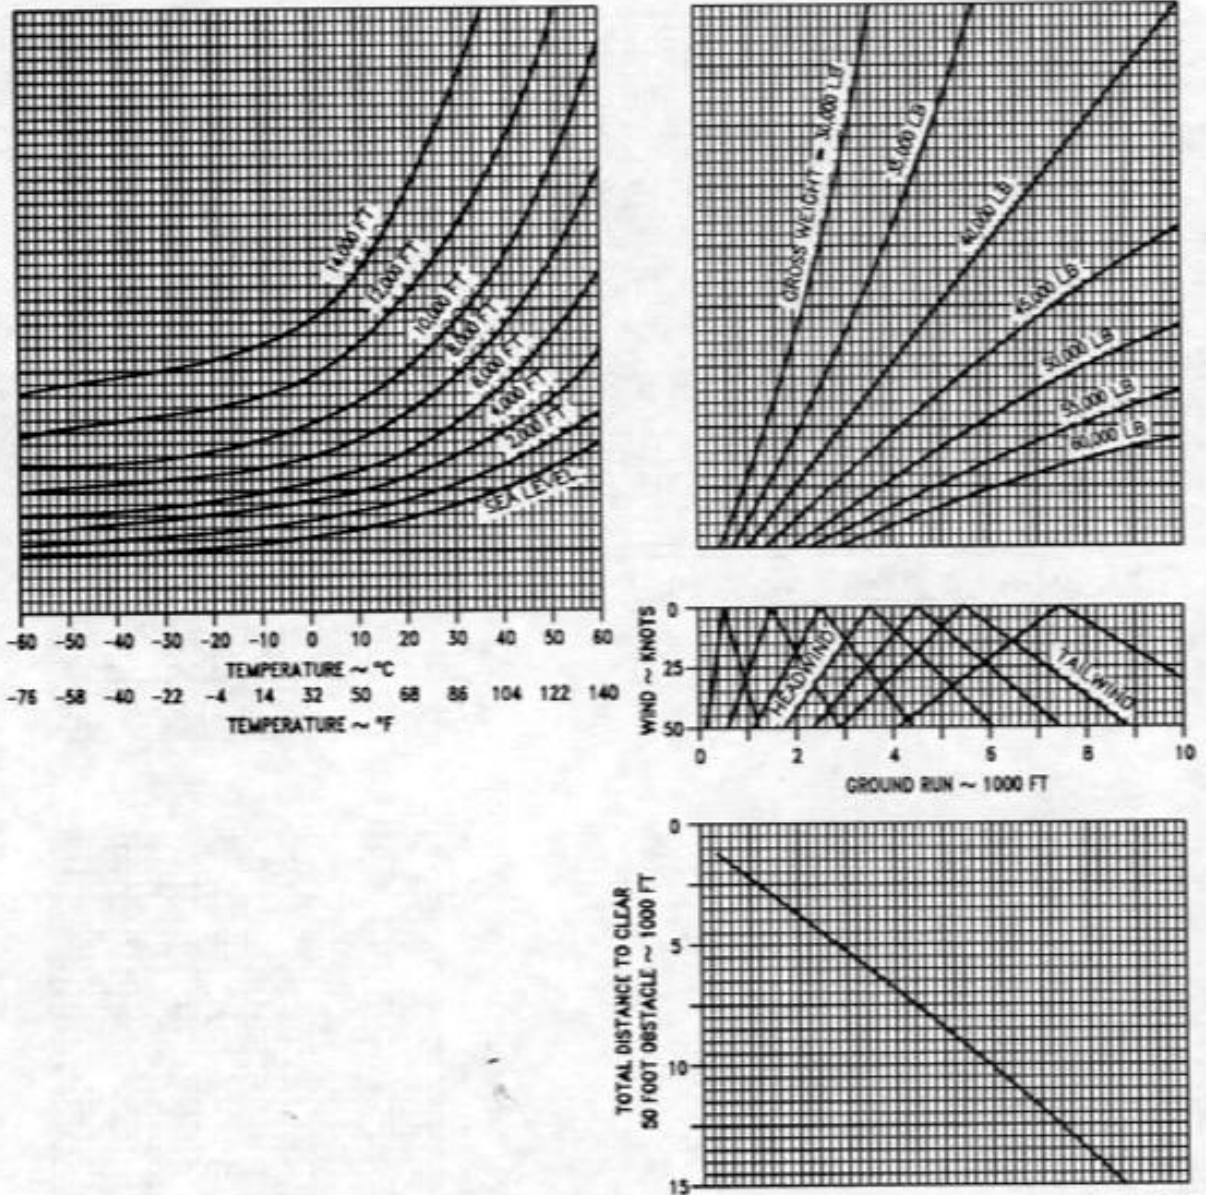 14,000 FT
12,000 FT
10,000 FT
8,000 FT
6,000 FT
4,000 FT
2,000 FT
SEA LEVEL
-60 -50 -40 -30 -20 -10 0 10 20 30 40 50 60
TEMPERATURE ~ °C
-76 -58 -40 -22 -4 14 32 50 68 86 104 122 140
TEMPERATURE ~ °F
GROSS WEIGHT = 30,000 LB
35,000 LB
40,000 LB
45,000 LB
50,000 LB
55,000 LB
60,000 LB
WIND ~ KNOTS
0
25
50
HEADWIND
TAILWIND
0 2 4 6 8 10
GROUND RUN ~ 1000 FT
TOTAL DISTANCE TO CLEAR
50 FOOT OBSTACLE ~ 1000 FT
0
5
10
15